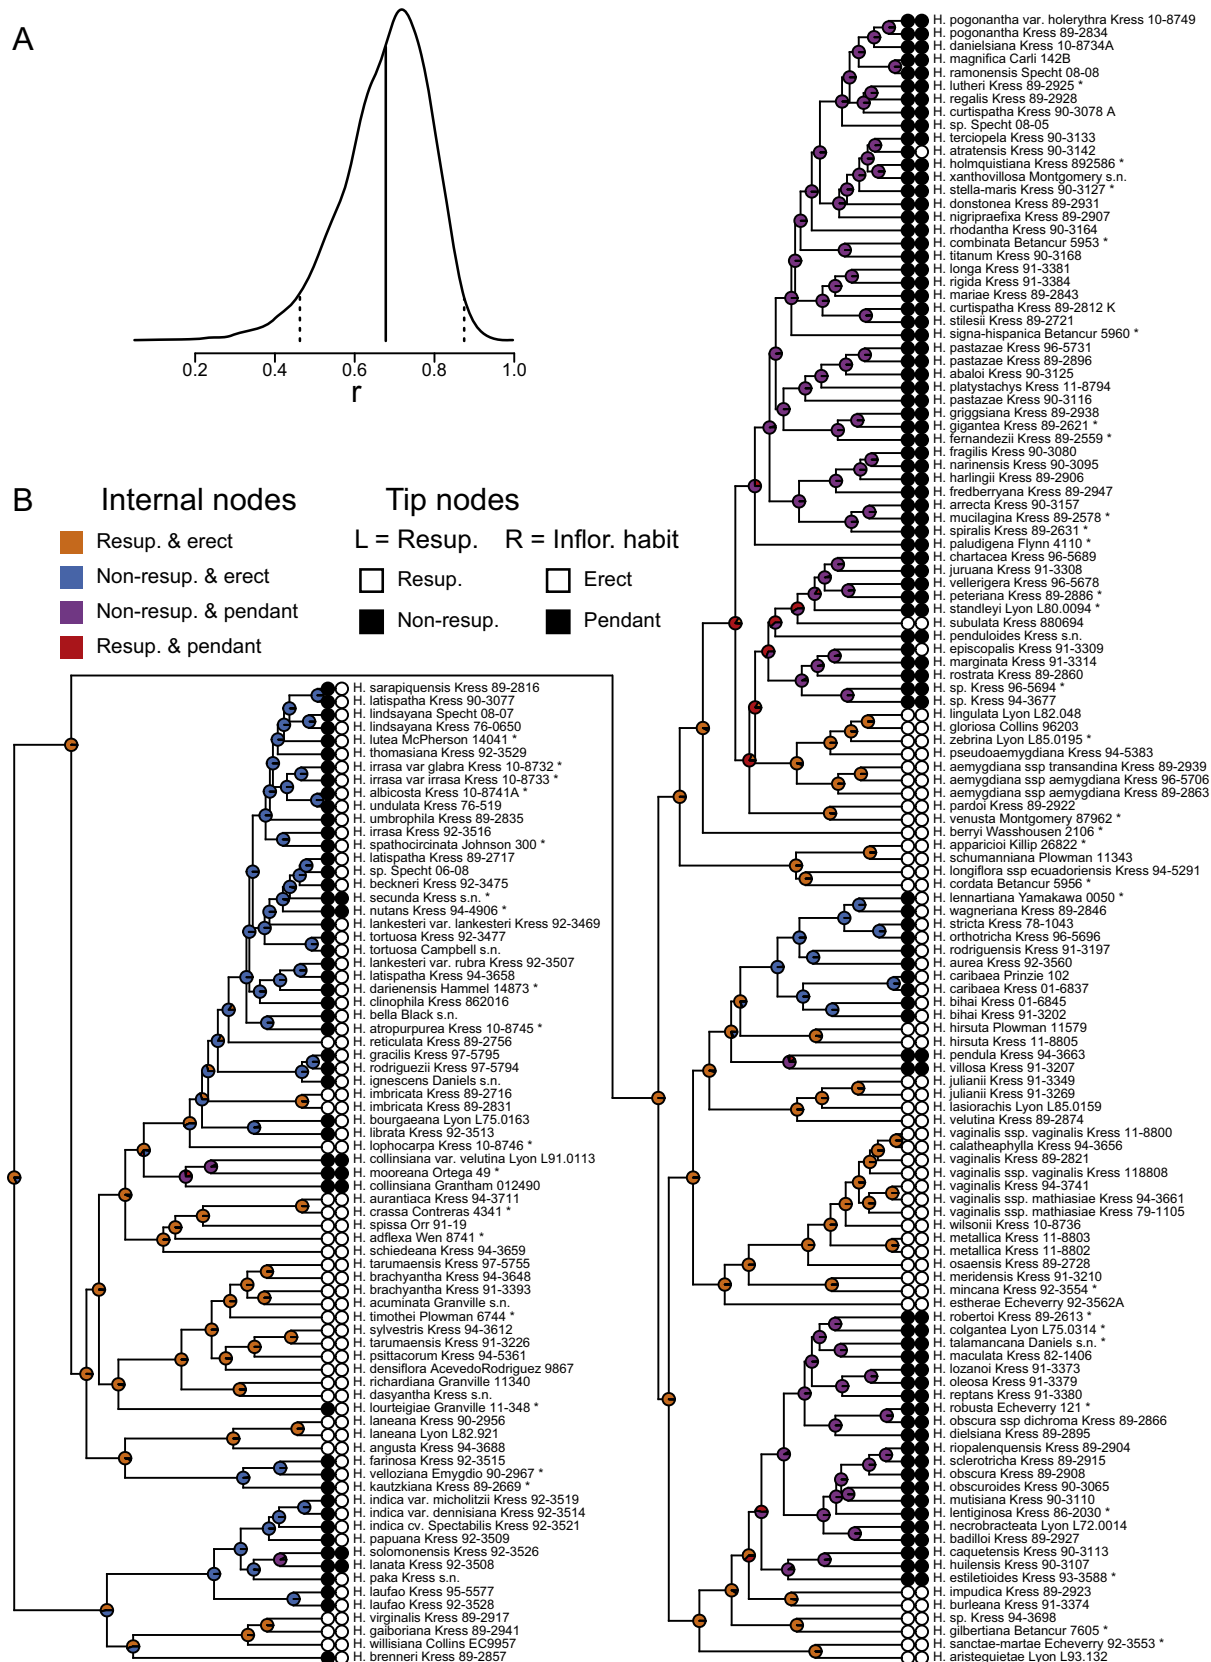 A
0.2 0.4 0.6 0.8 1.0
r
B
Internal nodes
Resup. & erect
Non-resup. & erect
Non-resup. & pendant
Resup. & pendant
Tip nodes
L = Resup. R = Inflor. habit
Resup. Erect
Non-resup. Pendant
H. sarapiquensis Kress 89-2816
H. latispatha Kress 90-3077
H. lindsayana Specht 08-07
H. lindsayana Kress 76-0650
H. lutea McPherson 14041 *
H. thomasiana Kress 92-3529
H. irrasa var glabra Kress 10-8732 *
H. irrasa var irrasa Kress 10-8733 *
H. albicosta Kress 10-8741A *
H. undulata Kress 76-519
H. umbrophila Kress 89-2835
H. irrasa Kress 92-3516
H. spathocircinata Johnson 300 *
H. latispatha Kress 89-2717
H. sp. Specht 06-08
H. beckneri Kress 92-3475
H. secunda Kress s.n. *
H. nutans Kress 94-4906 *
H. lankesteri var. lankesteri Kress 92-3469
H. tortuosa Kress 92-3477
H. tortuosa Campbell s.n.
H. lankesteri var. rubra Kress 92-3507
H. latispatha Kress 94-3658
H. darienensis Hammel 14873 *
H. clinophila Kress 862016
H. bella Black s.n.
H. atropurpurea Kress 10-8745 *
H. reticulata Kress 89-2756
H. gracilis Kress 97-5795
H. rodriguezii Kress 97-5794
H. ignescens Daniels s.n.
H. imbricata Kress 89-2716
H. imbricata Kress 89-2831
H. bourgaeana Lyon L75.0163
H. librata Kress 92-3513
H. lophocarpa Kress 10-8746 *
H. collinsiana var. velutina Lyon L91.0113
H. mooreana Ortega 49 *
H. collinsiana Grantham 012490
H. aurantiaca Kress 94-3711
H. crassa Contreras 4341 *
H. spissa Orr 91-19
H. adflexa Wen 8741 *
H. schiedeana Kress 94-3659
H. tarumaensis Kress 97-5755
H. brachyantha Kress 94-3648
H. brachyantha Kress 91-3393
H. acuminata Granville s.n.
H. timothei Plowman 6744 *
H. sylvestris Kress 94-3612
H. tarumaensis Kress 91-3226
H. psittacorum Kress 94-5361
H. densiflora AcevedoRodriguez 9867
H. richardiana Granville 11340
H. dasyantha Kress s.n.
H. lourteigiae Granville 11-348 *
H. laneana Kress 90-2956
H. laneana Lyon L82.921
H. angusta Kress 94-3688
H. farinosa Kress 92-3515
H. velloziana Emygdio 90-2967 *
H. kautzkiana Kress 89-2669 *
H. indica var. micholitzii Kress 92-3519
H. indica var. dennisiana Kress 92-3514
H. indica cv. Spectabilis Kress 92-3521
H. papuana Kress 92-3509
H. solomonensis Kress 92-3526
H. lanata Kress 92-3508
H. paka Kress s.n.
H. laufao Kress 95-5577
H. laufao Kress 92-3528
H. virginalis Kress 89-2917
H. gaiboriana Kress 89-2941
H. willisiana Collins EC9957
H. brenneri Kress 89-2857
H. pogonantha var. holerythra Kress 10-8749
H. pogonantha Kress 89-2834
H. danielsiana Kress 10-8734A
H. magnifica Carli 142B
H. ramonensis Specht 08-08
H. lutheri Kress 89-2925 *
H. regalis Kress 89-2928
H. curtispatha Kress 90-3078 A
H. sp. Specht 08-05
H. terciopela Kress 90-3133
H. atratensis Kress 90-3142
H. holmquistiana Kress 892586 *
H. xanthovillosa Montgomery s.n.
H. stella-maris Kress 90-3127 *
H. donstonea Kress 89-2931
H. nigripraefixa Kress 89-2907
H. rhodantha Kress 90-3164
H. combinata Betancur 5953 *
H. titanum Kress 90-3168
H. longa Kress 91-3381
H. rigida Kress 91-3384
H. mariae Kress 89-2843
H. curtispatha Kress 89-2812 K
H. stilesii Kress 89-2721
H. signa-hispanica Betancur 5960 *
H. pastazae Kress 96-5731
H. pastazae Kress 89-2896
H. abaloi Kress 90-3125
H. platystachys Kress 11-8794
H. pastazae Kress 90-3116
H. griggsiana Kress 89-2938
H. gigantea Kress 89-2621 *
H. fernandezii Kress 89-2559 *
H. fragilis Kress 90-3080
H. narinensis Kress 90-3095
H. harlingii Kress 89-2906
H. fredberryana Kress 89-2947
H. arrecta Kress 90-3157
H. mucilagina Kress 89-2578 *
H. spiralis Kress 89-2631 *
H. paludigena Flynn 4110 *
H. chartacea Kress 96-5689
H. juruana Kress 91-3308
H. vellerigera Kress 96-5678
H. peteriana Kress 89-2886 *
H. standleyi Lyon L80.0094 *
H. subulata Kress 880694
H. penduloides Kress s.n.
H. episcopalis Kress 91-3309
H. marginata Kress 91-3314
H. rostrata Kress 89-2860
H. sp. Kress 96-5694 *
H. sp. Kress 94-3677
H. lingulata Lyon L82.048
H. gloriosa Collins 96203
H. zebrina Lyon L85.0195 *
H. pseudoaemygdiana Kress 94-5383
H. aemygdiana ssp transandina Kress 89-2939
H. aemygdiana ssp aemygdiana Kress 96-5706
H. aemygdiana ssp aemygdiana Kress 89-2863
H. pardoi Kress 89-2922
H. venusta Montgomery 87962 *
H. berryi Wasshousen 2106 *
H. apparicioi Killip 26822 *
H. schumanniana Plowman 11343
H. longiflora ssp ecuadoriensis Kress 94-5291
H. cordata Betancur 5956 *
H. lennartiana Yamakawa 0050 *
H. wagneriana Kress 89-2846
H. stricta Kress 78-1043
H. orthotricha Kress 96-5696
H. rodriguensis Kress 91-3197
H. aurea Kress 92-3560
H. caribaea Prinzie 102
H. caribaea Kress 01-6837
H. bihai Kress 01-6845
H. bihai Kress 91-3202
H. hirsuta Plowman 11579
H. hirsuta Kress 11-8805
H. pendula Kress 94-3663
H. villosa Kress 91-3207
H. julianii Kress 91-3349
H. julianii Kress 91-3269
H. lasiorachis Lyon L85.0159
H. velutina Kress 89-2874
H. vaginalis ssp. vaginalis Kress 11-8800
H. calatheaphylla Kress 94-3656
H. vaginalis Kress 89-2821
H. vaginalis ssp. vaginalis Kress 118808
H. vaginalis Kress 94-3741
H. vaginalis ssp. mathiasiae Kress 94-3661
H. vaginalis ssp. mathiasiae Kress 79-1105
H. wilsonii Kress 10-8736
H. metallica Kress 11-8803
H. metallica Kress 11-8802
H. osaensis Kress 89-2728
H. meridensis Kress 91-3210
H. mincana Kress 92-3554 *
H. estherae Echeverry 92-3562A
H. robertoi Kress 89-2613 *
H. colgantea Lyon L75.0314 *
H. talamancana Daniels s.n. *
H. maculata Kress 82-1406
H. lozanoi Kress 91-3373
H. oleosa Kress 91-3379
H. reptans Kress 91-3380
H. robusta Echeverry 121 *
H. obscura ssp dichroma Kress 89-2866
H. dielsiana Kress 89-2895
H. riopalenquensis Kress 89-2904
H. sclerotricha Kress 89-2915
H. obscura Kress 89-2908
H. obscuroides Kress 90-3065
H. mutisiana Kress 90-3110
H. lentiginosa Kress 86-2030 *
H. necrobracteata Lyon L72.0014
H. badilloi Kress 89-2927
H. caquetensis Kress 90-3113
H. huilensis Kress 90-3107
H. estiletioides Kress 93-3588 *
H. impudica Kress 89-2923
H. burleana Kress 91-3374
H. sp. Kress 94-3698
H. gilbertiana Betancur 7605 *
H. sanctae-martae Echeverry 92-3553 *
H. aristeguietae Lyon L93.132